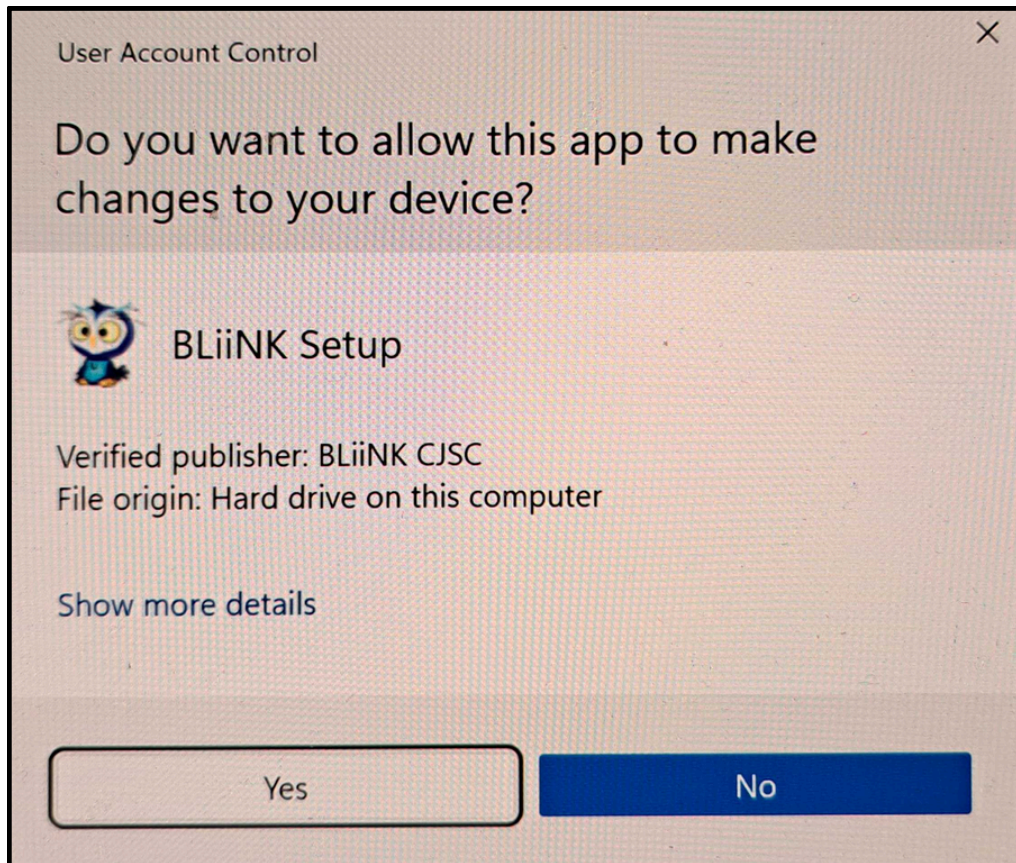 User Account Control
Do you want to allow this app to make
changes to your device?
BLiiNK Setup
Verified publisher: BLiiNK CJSC
File origin: Hard drive on this computer
Show more details
Yes
No